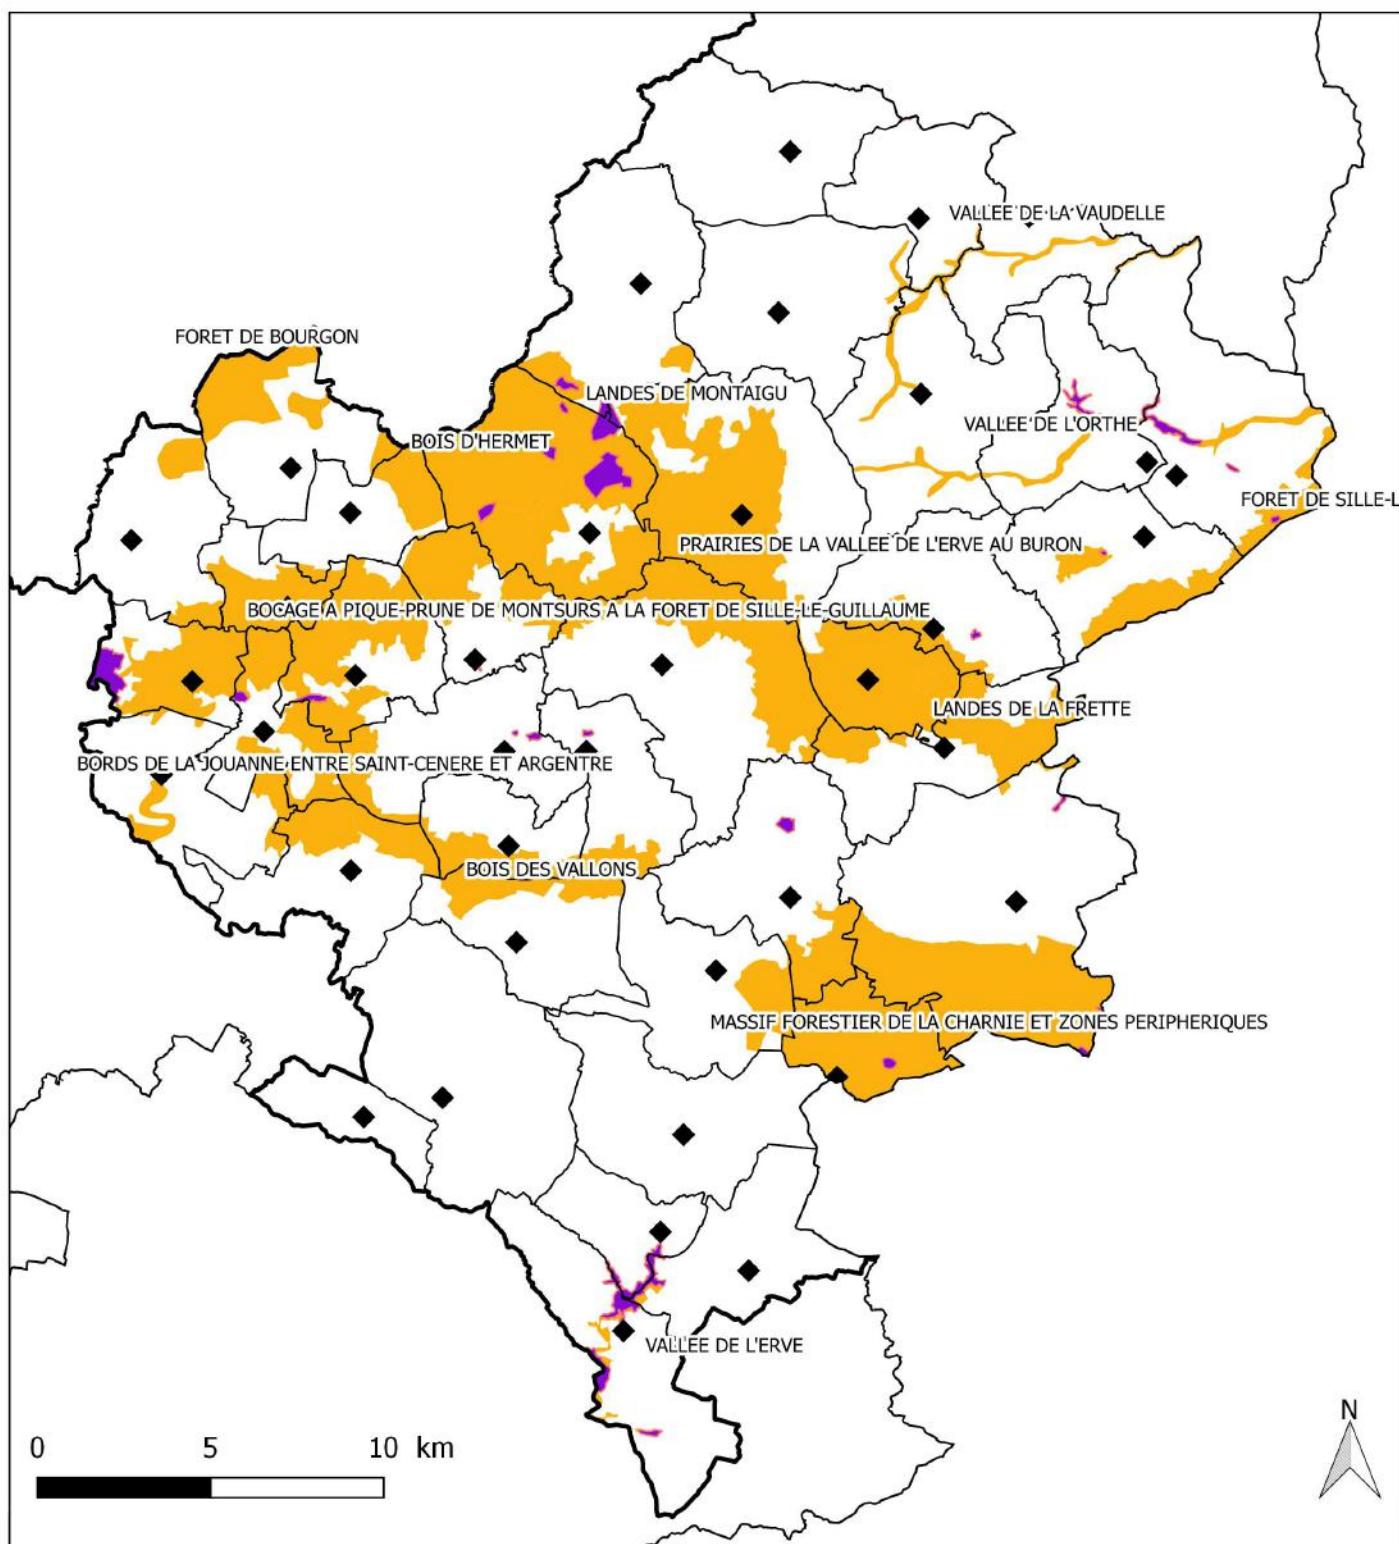 VALLEE DE LA VAUDELLE
FORET DE BOURGON
LANDES DE MONTAIGU
BOIS D'HERMET
VALLEE DE L'ORTHE
FORET DE SILLE-L
PRAIRIES DE LA VALLEE DE L'ERVE AU BURON
BOCAGE A PIQUE-PRUNE DE MONTSURS A LA FORET DE SILLE-LE-GUILLAUME
LANDES DE LA FRETTE
BORDS DE LA JOUANNE ENTRE SAINT-CENERE ET ARGENTRE
BOIS DES VALLONS
MASSIF FORESTIER DE LA CHARNIE ET ZONES PERIPHERIQUES
VALLEE DE L'ERVE
N
0 5 10 km